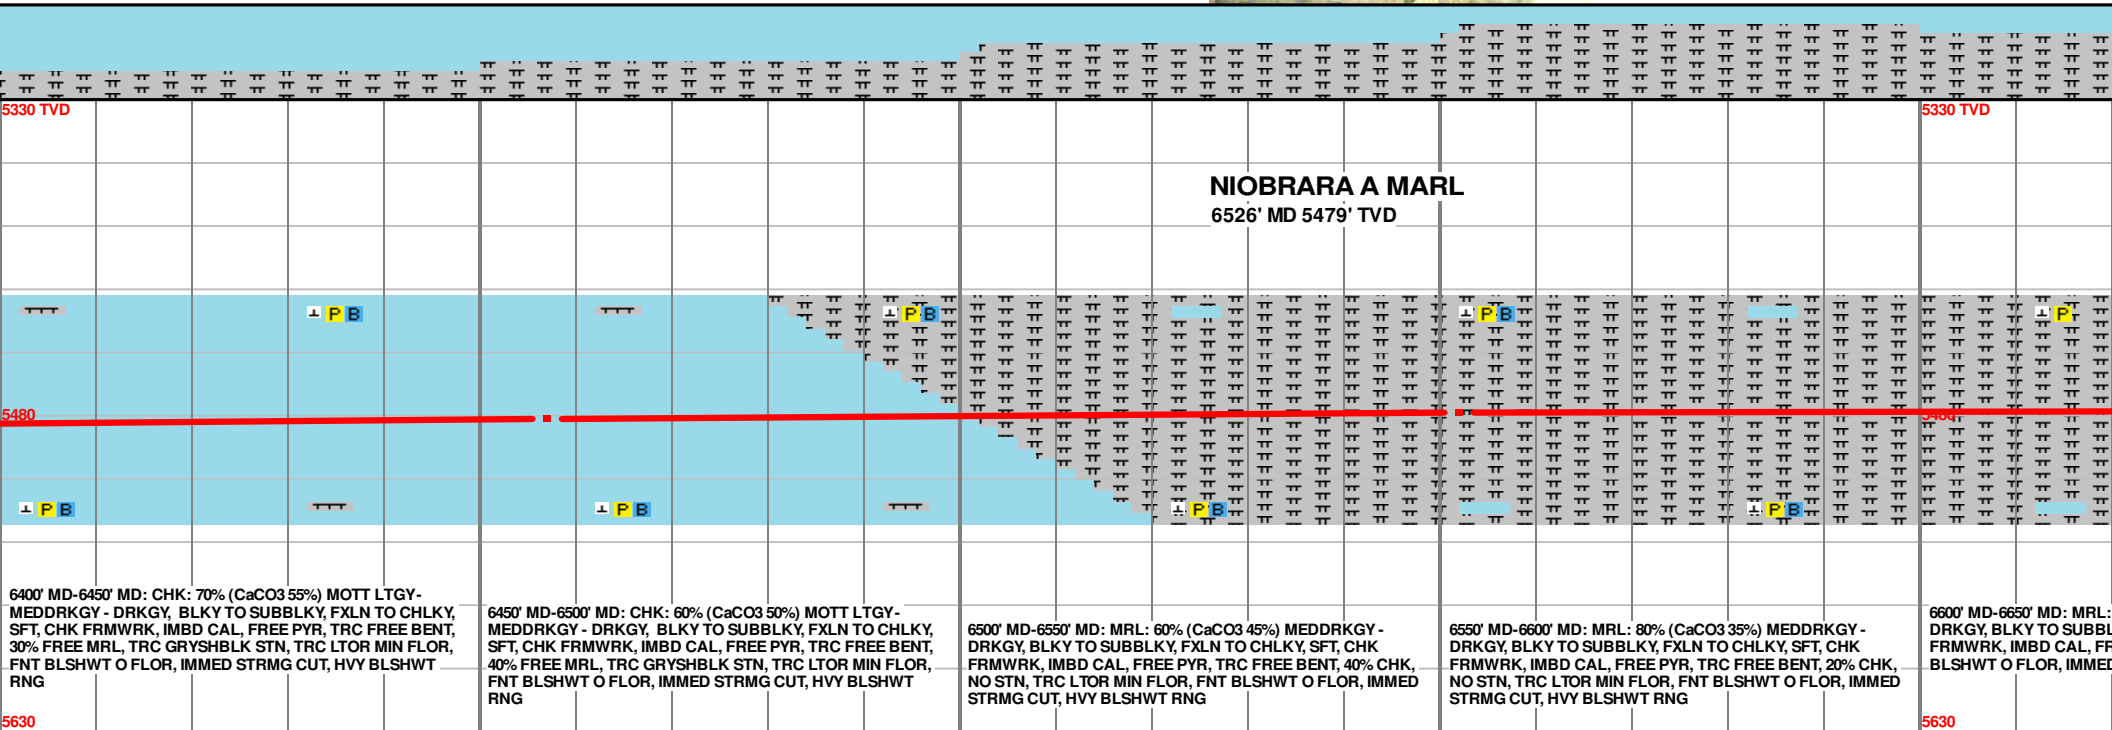 5330 TVD
5330 TVD
NIOBRARA A MARL
6526' MD 5479' TVD
P B
P B
P B
P
5480
5480
P B
P B
P B
P B
6400' MD-6450' MD: CHK: 70% (CaCO3 55%) MOTT LTGY-
MEDDRKGY - DRKGY, BLKY TO SUBBLKY, FXLN TO CHLKY,
SFT, CHK FRMWRK, IMBD CAL, FREE PYR, TRC FREE BENT,
30% FREE MRL, TRC GRYSHBLK STN, TRC LTOR MIN FLOR,
FNT BLSHWT O FLOR, IMMED STRMG CUT, HVY BLSHWT
RNG
6450' MD-6500' MD: CHK: 60% (CaCO3 50%) MOTT LTGY-
MEDDRKGY - DRKGY, BLKY TO SUBBLKY, FXLN TO CHLKY,
SFT, CHK FRMWRK, IMBD CAL, FREE PYR, TRC FREE BENT,
40% FREE MRL, TRC GRYSHBLK STN, TRC LTOR MIN FLOR,
FNT BLSHWT O FLOR, IMMED STRMG CUT, HVY BLSHWT
RNG
6500' MD-6550' MD: MRL: 60% (CaCO3 45%) MEDDRKGY -
DRKGY, BLKY TO SUBBLKY, FXLN TO CHLKY, SFT, CHK
FRMWRK, IMBD CAL, FREE PYR, TRC FREE BENT, 40% CHK,
NO STN, TRC LTOR MIN FLOR, FNT BLSHWT O FLOR, IMMED
STRMG CUT, HVY BLSHWT RNG
6550' MD-6600' MD: MRL: 80% (CaCO3 35%) MEDDRKGY -
DRKGY, BLKY TO SUBBLKY, FXLN TO CHLKY, SFT, CHK
FRMWRK, IMBD CAL, FREE PYR, TRC FREE BENT, 20% CHK,
NO STN, TRC LTOR MIN FLOR, FNT BLSHWT O FLOR, IMMED
STRMG CUT, HVY BLSHWT RNG
6600' MD-6650' MD: MRL:
DRKGY, BLKY TO SUBBL
FRMWRK, IMBD CAL, FR
BLSHWT O FLOR, IMMED
5630
5630